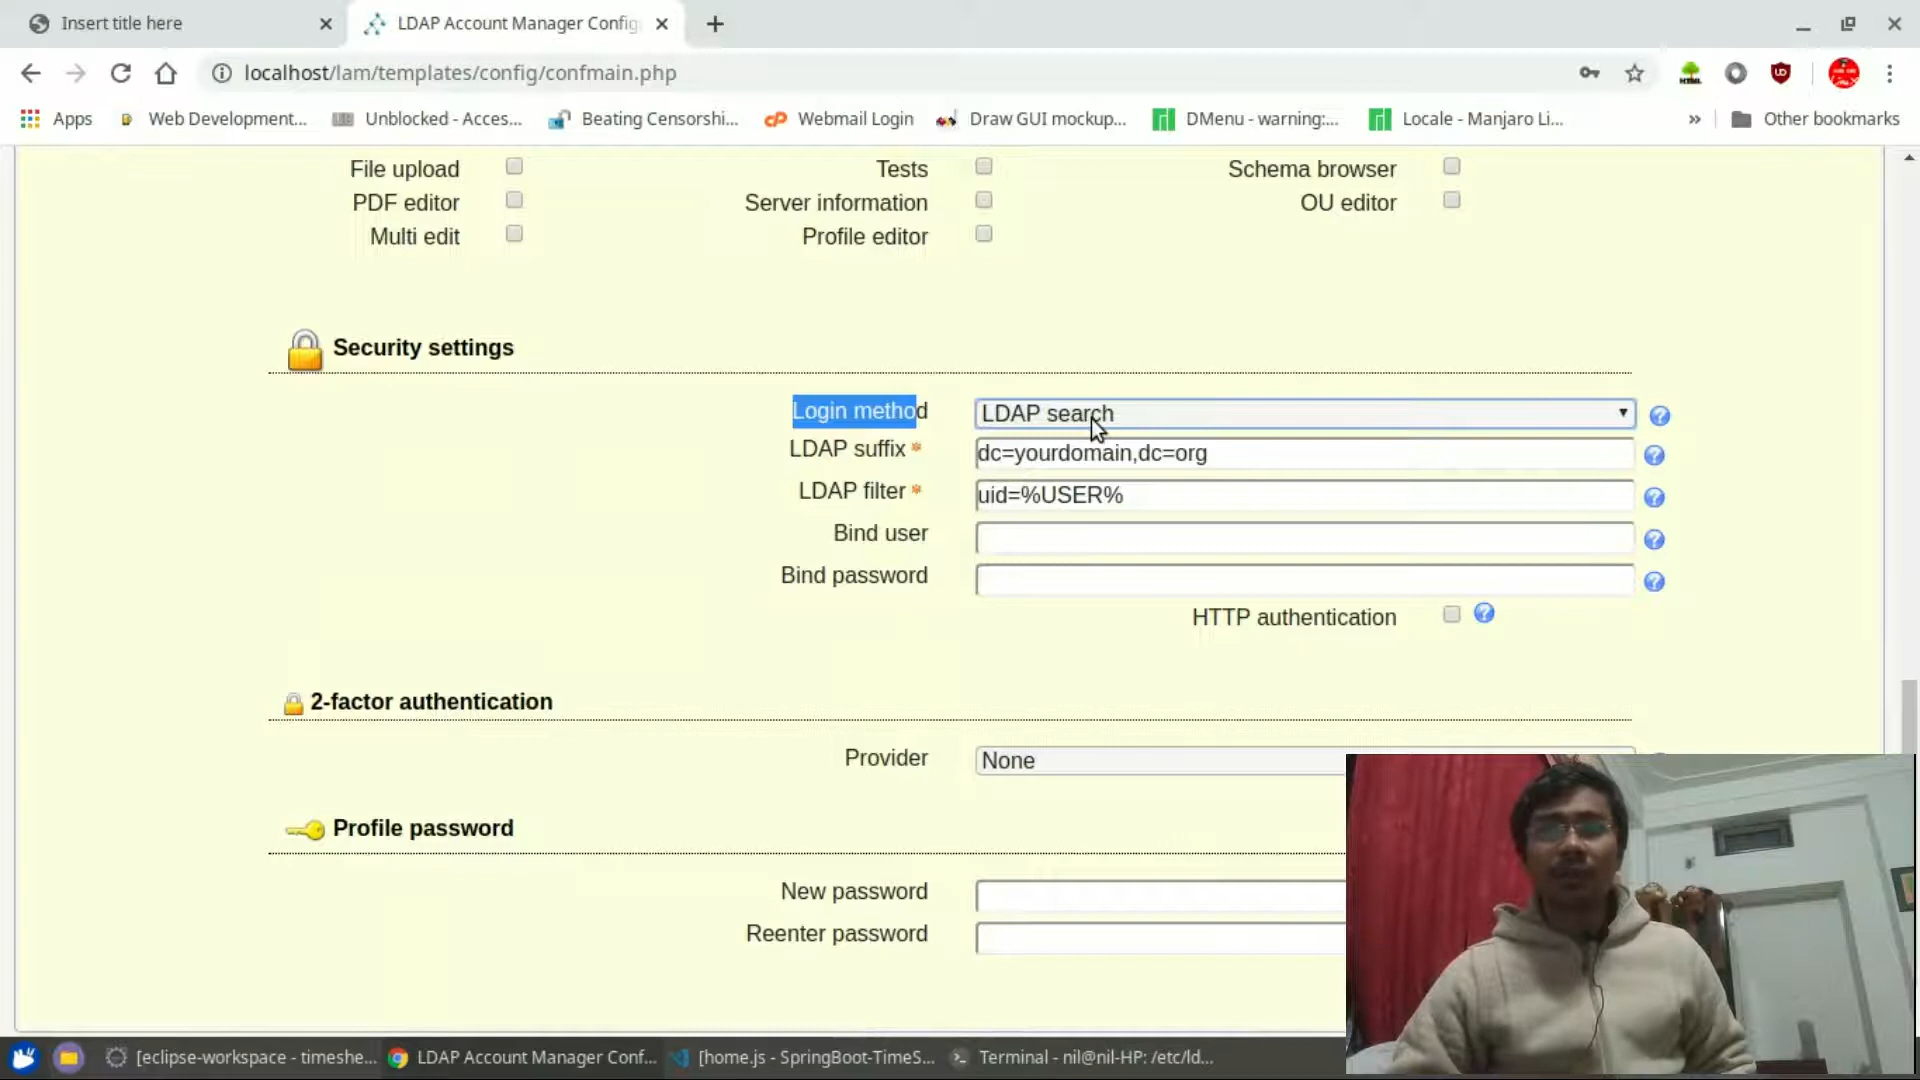 Insert title here
LDAP Account Manager Config
localhost/lam/templates/config/confmain.php
Apps
Web Development...
Unblocked - Acces...
Beating Censorshi...
Webmail Login
Draw GUI mockup...
DMenu - warning:...
Locale - Manjaro Li...
»
Other bookmarks
File upload Tests Schema browser
PDF editor Server information OU editor
Multi edit Profile editor
Security settings
Login method LDAP search
LDAP suffix * dc=yourdomain,dc=org
LDAP filter * uid=%USER%
Bind user
Bind password
HTTP authentication
2-factor authentication
Provider None
Profile password
New password
Reenter password
[eclipse-workspace - timeshe...
LDAP Account Manager Conf...
[home.js - SpringBoot-TimeS...
Terminal - nil@nil-HP: /etc/ld...